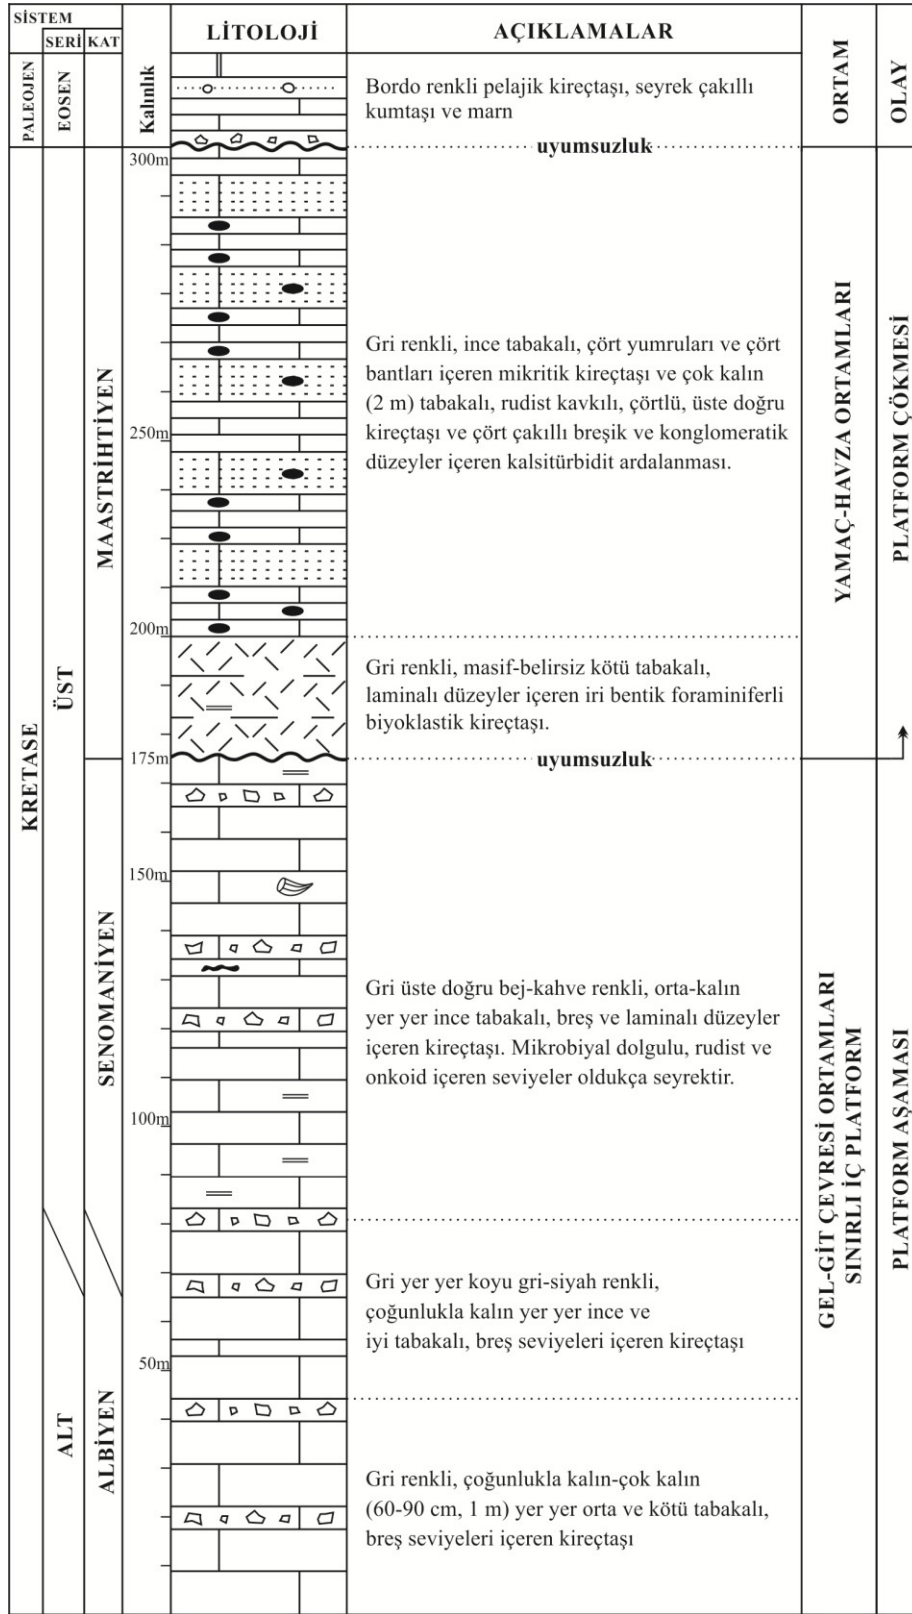 SİSTEM
SERİ
KAT
LİTOLOJİ
AÇIKLAMALAR
ORTAM
OLAY
Kalınlık
PALEOJEN
EOSEN
Bordo renkli pelajik kireçtaşı, seyrek çakıllı
kumtaşı ve marn
uyumsuzluk
300m
KRETASE
ÜST
MAASTRİHTİYEN
Gri renkli, ince tabakalı, çört yumruları ve çört
bantları içeren mikritik kireçtaşı ve çok kalın
(2 m) tabakalı, rudist kavkılı, çörtlü, üste doğru
kireçtaşı ve çört çakıllı breşik ve konglomeratik
düzeyler içeren kalsitürbidit ardalanması.
250m
200m
YAMAÇ-HAVZA ORTAMLARI
PLATFORM ÇÖKMESİ
Gri renkli, masif-belirsiz kötü tabakalı,
laminalı düzeyler içeren iri bentik foraminiferli
biyoklastik kireçtaşı.
175m
uyumsuzluk
150m
SENOMANİYEN
Gri üste doğru bej-kahve renkli, orta-kalın
yer yer ince tabakalı, breş ve laminalı düzeyler
içeren kireçtaşı. Mikrobiyal dolgulu, rudist ve
onkoid içeren seviyeler oldukça seyrektir.
100m
GEL-GİT ÇEVRESİ ORTAMLARI
SINIRLI İÇ PLATFORM
PLATFORM AŞAMASI
Gri yer yer koyu gri-siyah renkli,
çoğunlukla kalın yer yer ince ve
iyi tabakalı, breş seviyeleri içeren kireçtaşı
50m
ALT
ALBİYEN
Gri renkli, çoğunlukla kalın-çok kalın
(60-90 cm, 1 m) yer yer orta ve kötü tabakalı,
breş seviyeleri içeren kireçtaşı